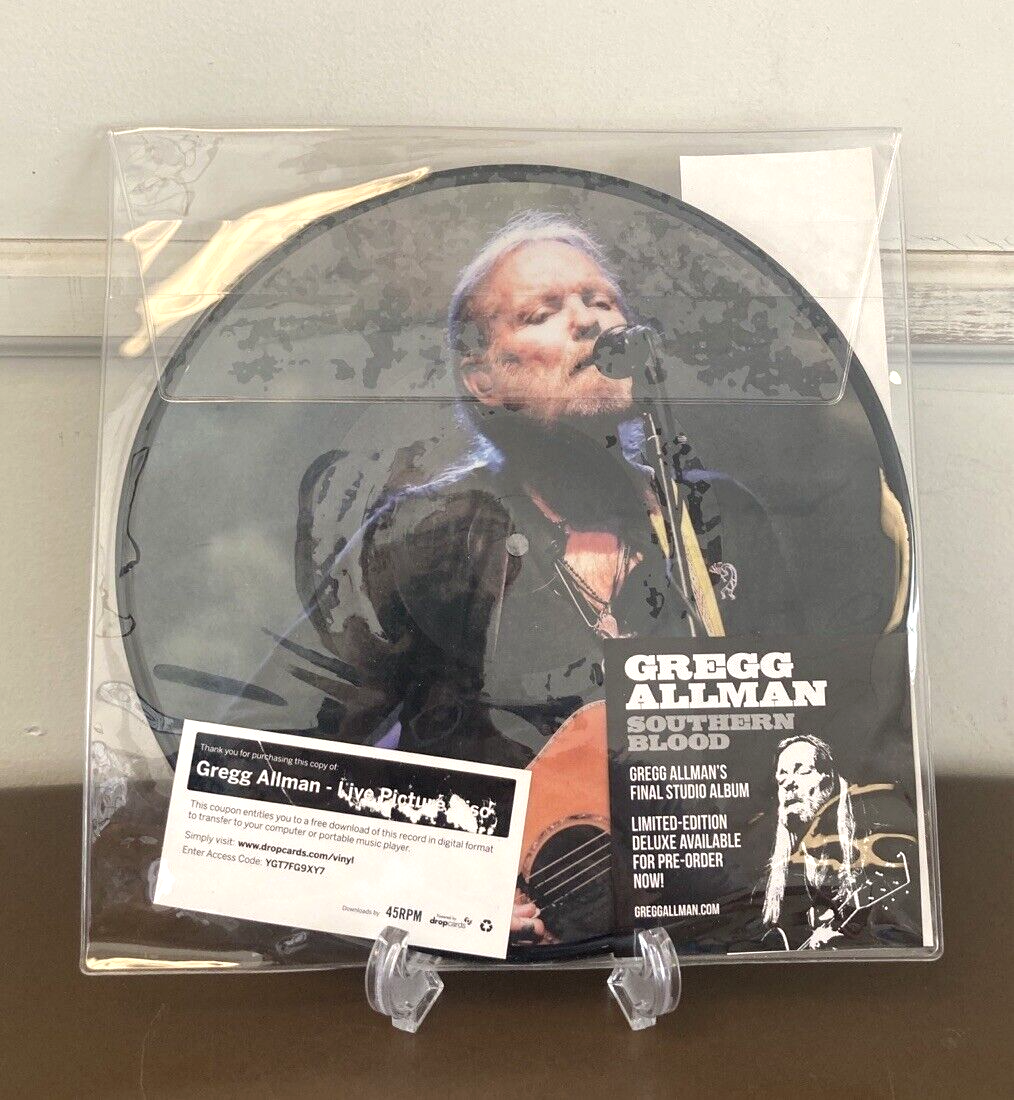 GREGG
ALLMAN
SOUTHERN
BLOOD
GREGG ALLMAN'S
FINAL STUDIO ALBUM
LIMITED-EDITION
DELUXE AVAILABLE
FOR PRE-ORDER
NOW!
GREGGALLMAN.COM
Thank you for purchasing this copy of:
Gregg Allman - Live Picture Disc
This coupon entitles you to a free download of this record in digital format
to transfer to your computer or portable music player.
Simply visit: www.dropcards.com/vinyl
Enter Access Code: YGT7FG9XY7
Downloads by 45RPM Powered by dropcards